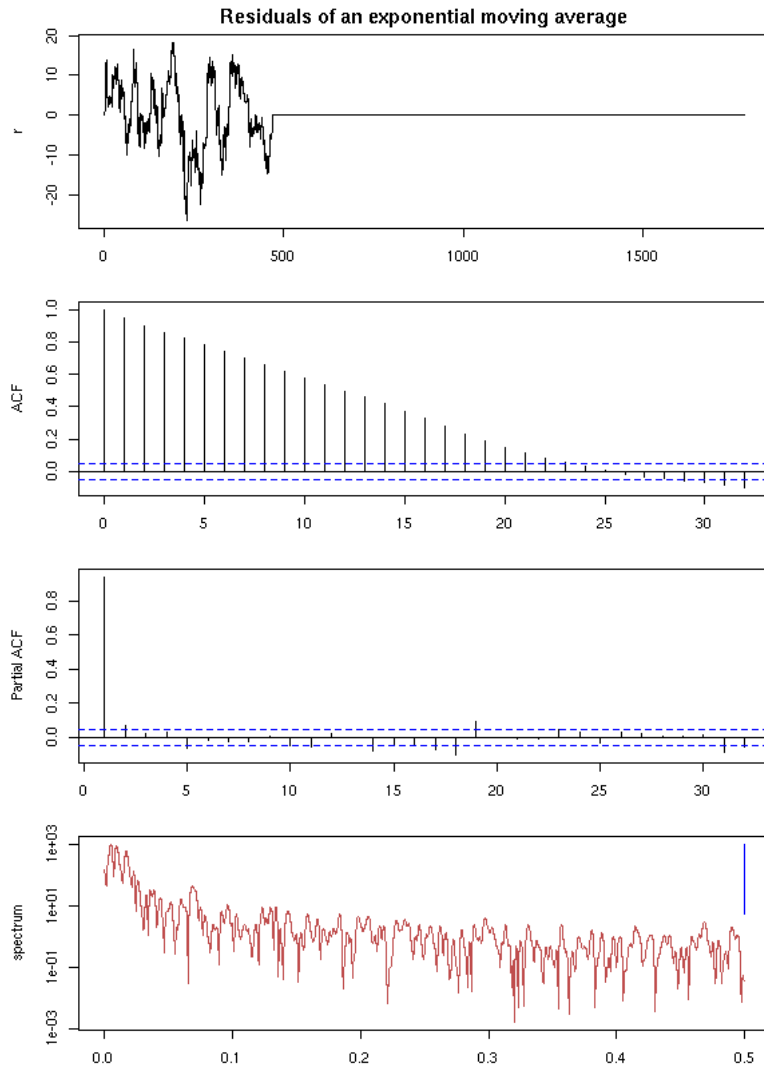 Residuals of an exponential moving average
r
20
10
0
-10
-20
0 500 1000 1500
ACF
1.0
0.8
0.6
0.4
0.2
0.0
0 5 10 15 20 25 30
Partial ACF
0.8
0.6
0.4
0.2
0.0
0 5 10 15 20 25 30
spectrum
1e+03
1e+01
1e-01
1e-03
0.0 0.1 0.2 0.3 0.4 0.5